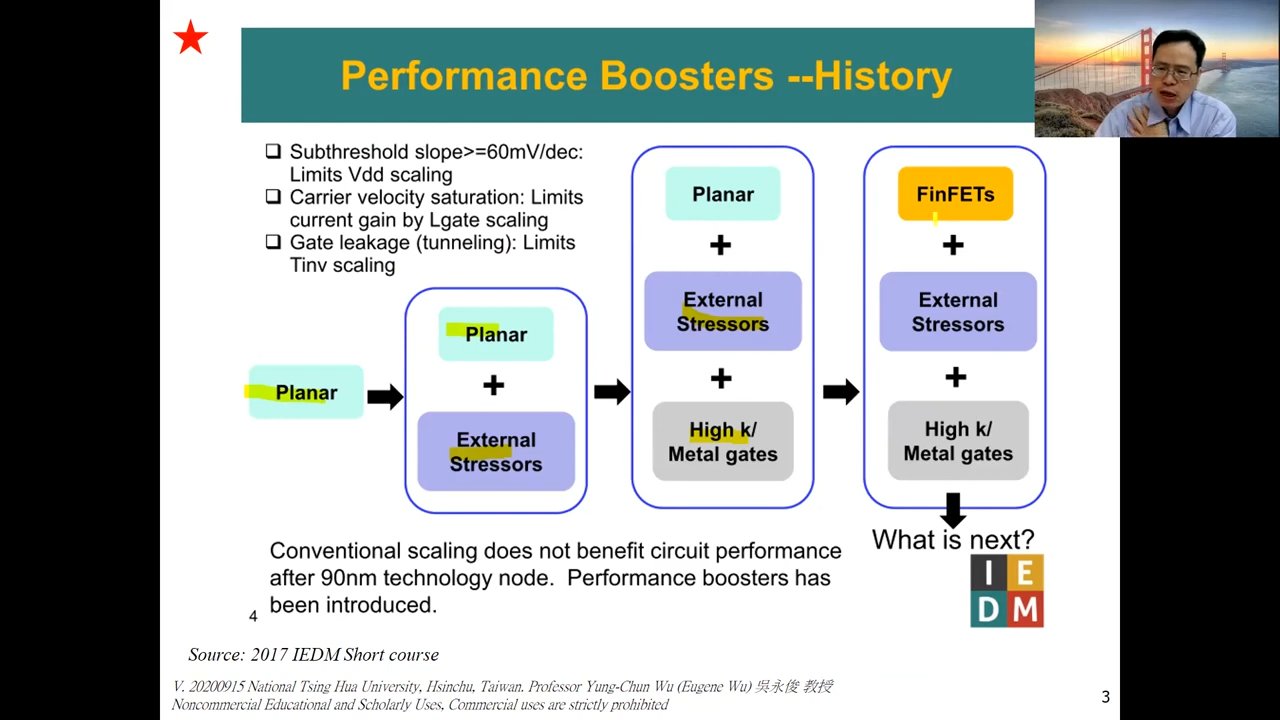 Performance Boosters --History
❑ Subthreshold slope>=60mV/dec:
Limits Vdd scaling
❑ Carrier velocity saturation: Limits
current gain by Lgate scaling
❑ Gate leakage (tunneling): Limits
Tinv scaling
Planar
Planar
+
External
Stressors
Planar
+
External
Stressors
+
High k/
Metal gates
FinFETs
+
External
Stressors
+
High k/
Metal gates
What is next?
I E
D M
Conventional scaling does not benefit circuit performance
after 90nm technology node. Performance boosters has
been introduced.
4
Source: 2017 IEDM Short course
V. 20200915 National Tsing Hua University, Hsinchu, Taiwan. Professor Yung-Chun Wu (Eugene Wu) 吳永俊 教授
Noncommercial Educational and Scholarly Uses, Commercial uses are strictly prohibited
3